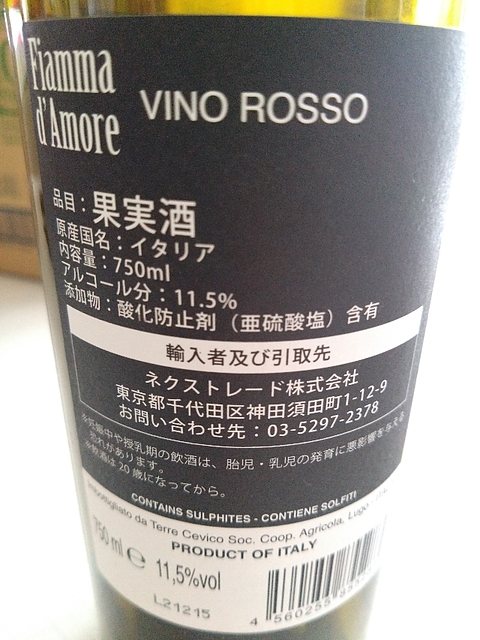 Fiamma
d'Amore
VINO ROSSO
品目：果実酒
原産国名：イタリア
内容量：750ml
アルコール分：11.5%
添加物：酸化防止剤（亜硫酸塩）含有
輸入者及び引取先
ネクストレード株式会社
東京都千代田区神田須田町1-12-9
お問い合わせ先：03-5297-2378
※妊娠中や授乳期の飲酒は、胎児・乳児の発育に悪影響を与える
恐れがあります。
※飲酒は20歳になってから。
CONTAINS SULPHITES - CONTIENE SOLFITI
Imbottigliato da Terre Cevico Soc. Coop. Agricola, Lugo
PRODUCT OF ITALY
750 ml e 11,5%vol
L21215
4 560255